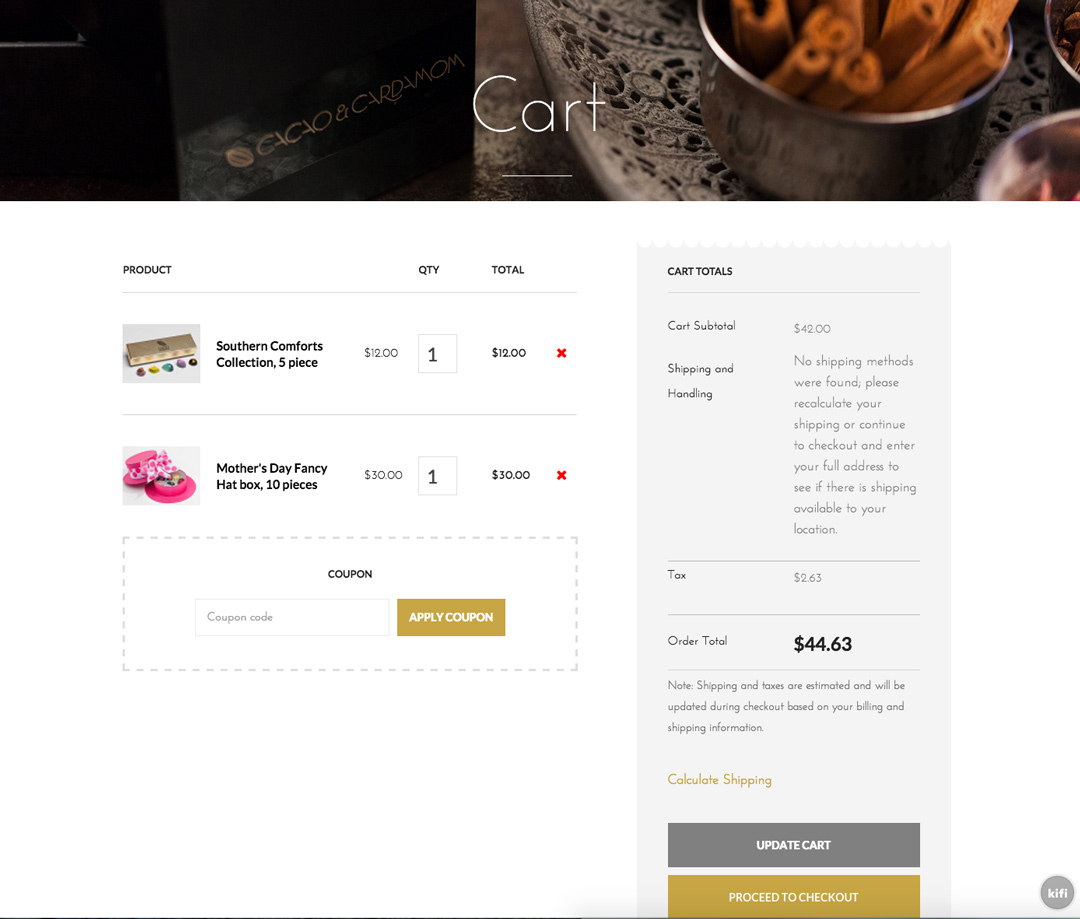 CACAO & CARDAMOM
Cart
PRODUCT QTY TOTAL
Southern Comforts
Collection, 5 piece
$12.00 1 $12.00
Mother's Day Fancy
Hat box, 10 pieces
$30.00 1 $30.00
COUPON
Coupon code APPLY COUPON
CART TOTALS
Cart Subtotal $42.00
Shipping and
Handling
No shipping methods
were found; please
recalculate your
shipping or continue
to checkout and enter
your full address to
see if there is shipping
available to your
location.
Tax $2.63
Order Total $44.63
Note: Shipping and taxes are estimated and will be
updated during checkout based on your billing and
shipping information.
Calculate Shipping
UPDATE CART
PROCEED TO CHECKOUT
kifi